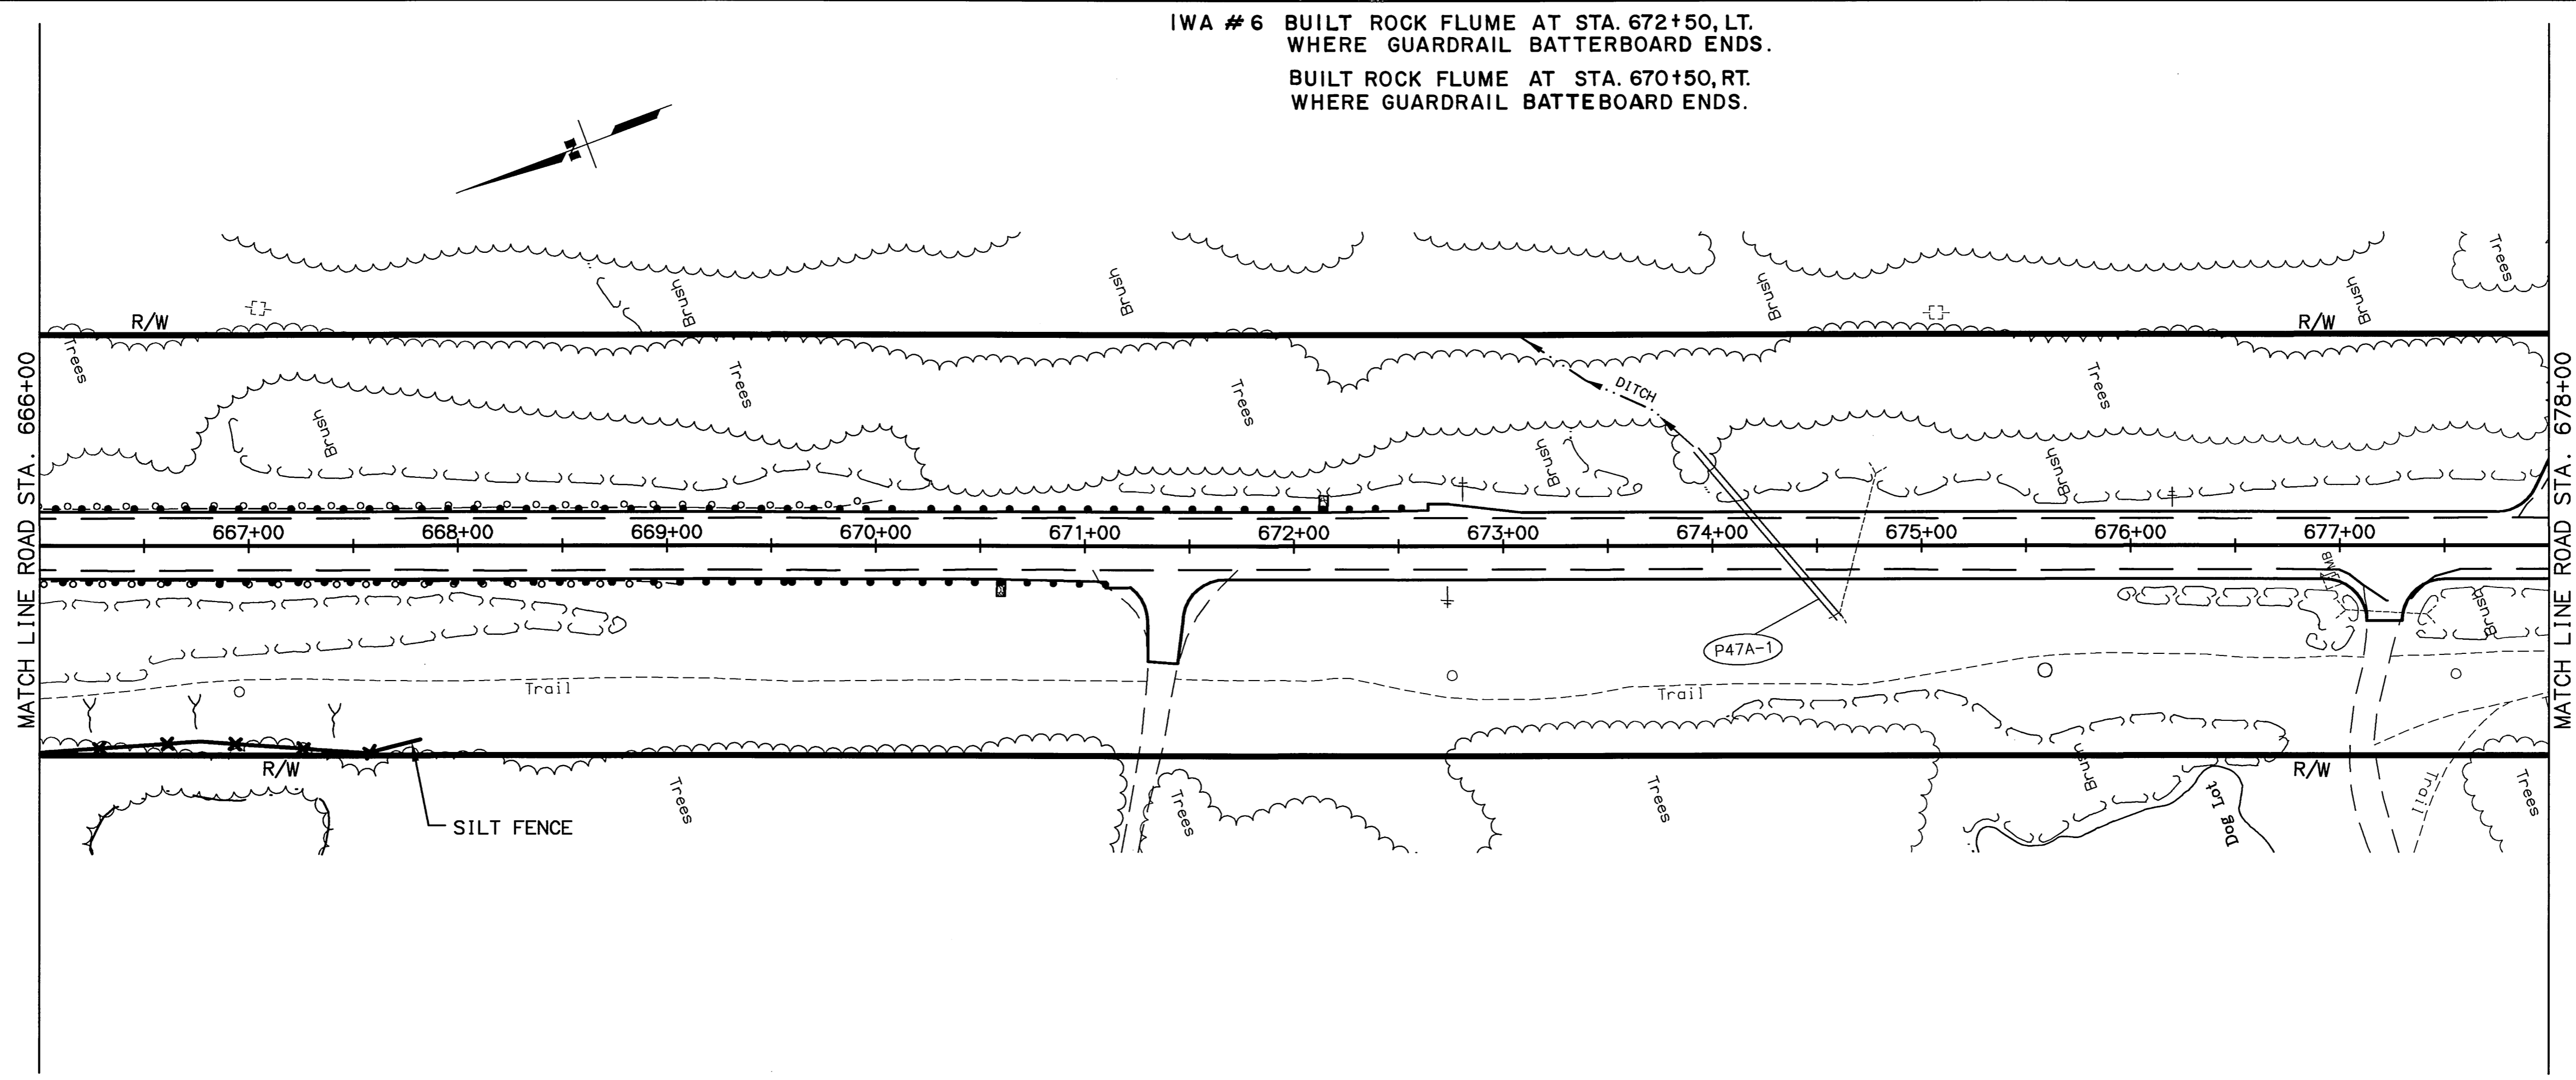 IWA # 6 BUILT ROCK FLUME AT STA. 672+50, LT.
WHERE GUARDRAIL BATTERBOARD ENDS.
BUILT ROCK FLUME AT STA. 670+50, RT.
WHERE GUARDRAIL BATTEBOARD ENDS.
N
Trees
Brush
Brush
Brush
Brush
R/W
R/W
MATCH LINE ROAD STA. 666+00
MATCH LINE ROAD STA. 678+00
Trees
Trees
Trees
Trees
DITCH
Brush
Brush
Brush
667+00
668+00
669+00
670+00
671+00
672+00
673+00
674+00
675+00
676+00
677+00
JMB
Brush
P47A-1
Trail
Trail
R/W
R/W
Trees
Trees
Trees
Brush
Dog Lot
Trail
Trees
SILT FENCE